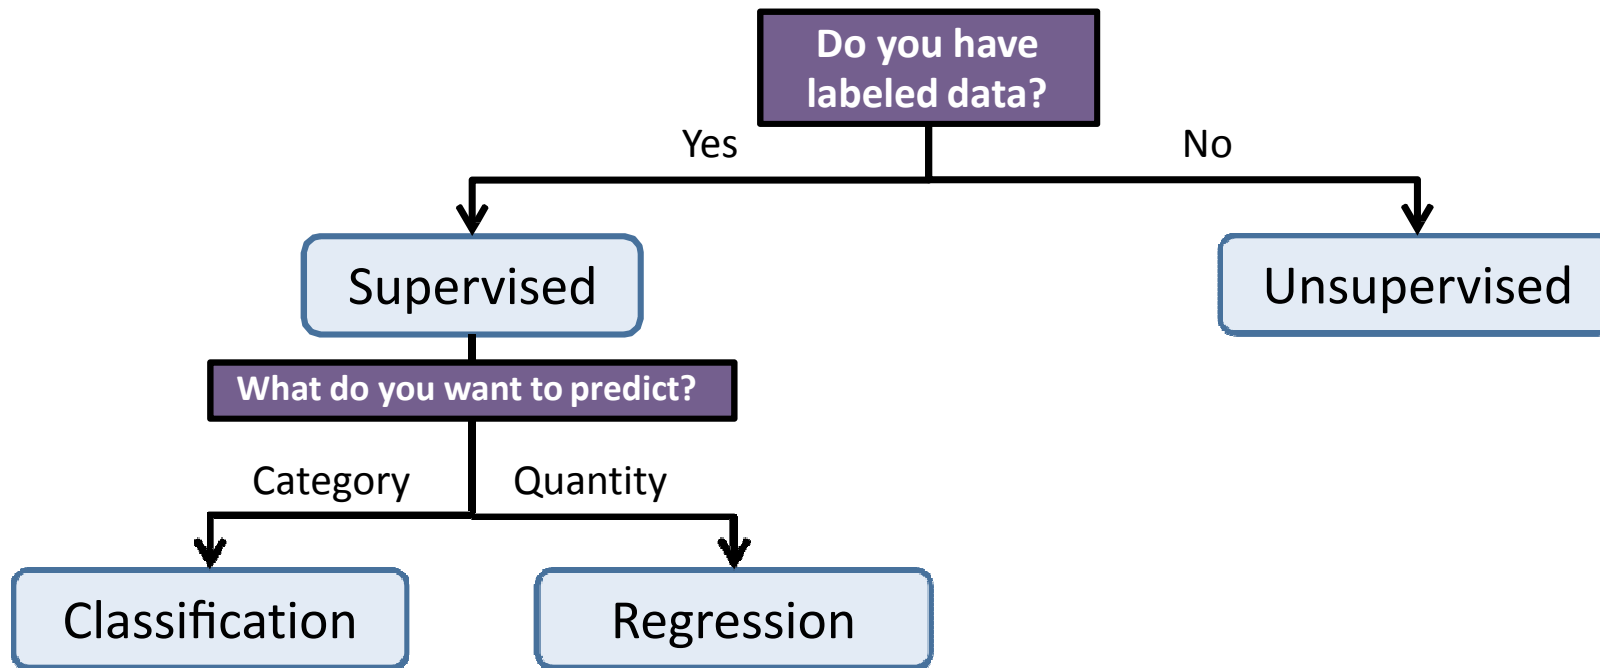 Do you have
labeled data?
Yes
No
Supervised
Unsupervised
What do you want to predict?
Category
Quantity
Classification
Regression